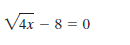 √4x – 8 = 0